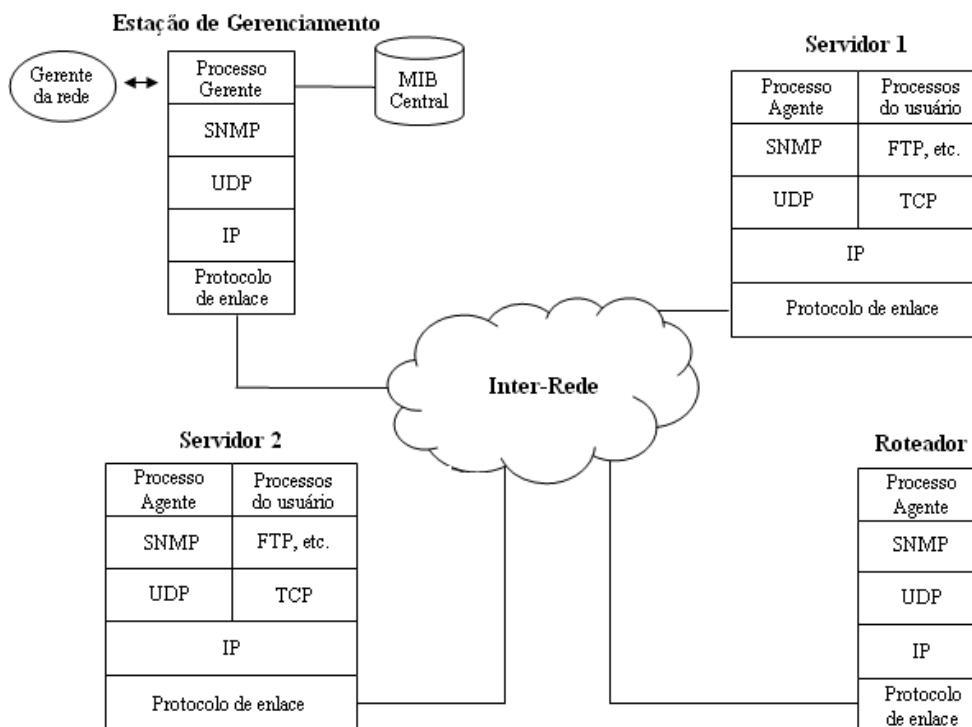 Estação de Gerenciamento
Gerente
da rede
Processo
Gerente
SNMP
UDP
IP
Protocolo
de enlace
MIB
Central
Servidor 1
Processo
Agente
Processos
do usuário
SNMP
FTP, etc.
UDP
TCP
IP
Protocolo de enlace
Inter-Rede
Servidor 2
Processo
Agente
Processos
do usuário
SNMP
FTP, etc.
UDP
TCP
IP
Protocolo de enlace
Roteador
Processo
Agente
SNMP
UDP
IP
Protocolo
de enlace